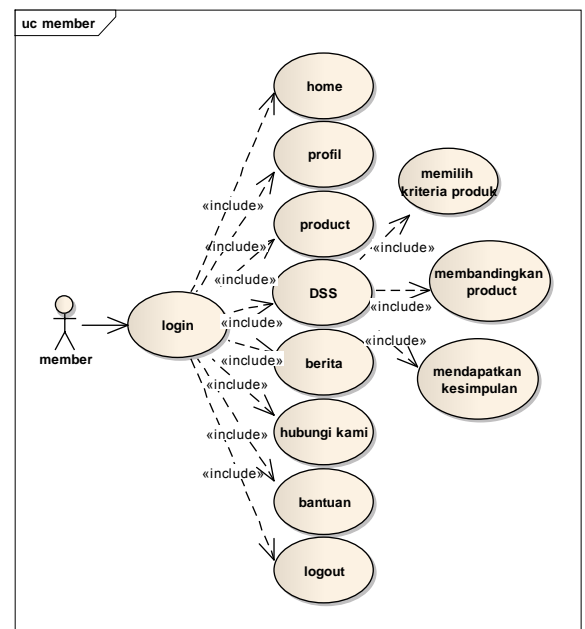 uc member
home
profil
memilih
kriteria produk
«include»
product
«include»
«include»
«include»
DSS
membandingkan
product
«include»
login
«include»
member
«include»
«include»
berita
mendapatkan
kesimpulan
«include»
hubungi kami
«include»
«include»
bantuan
logout